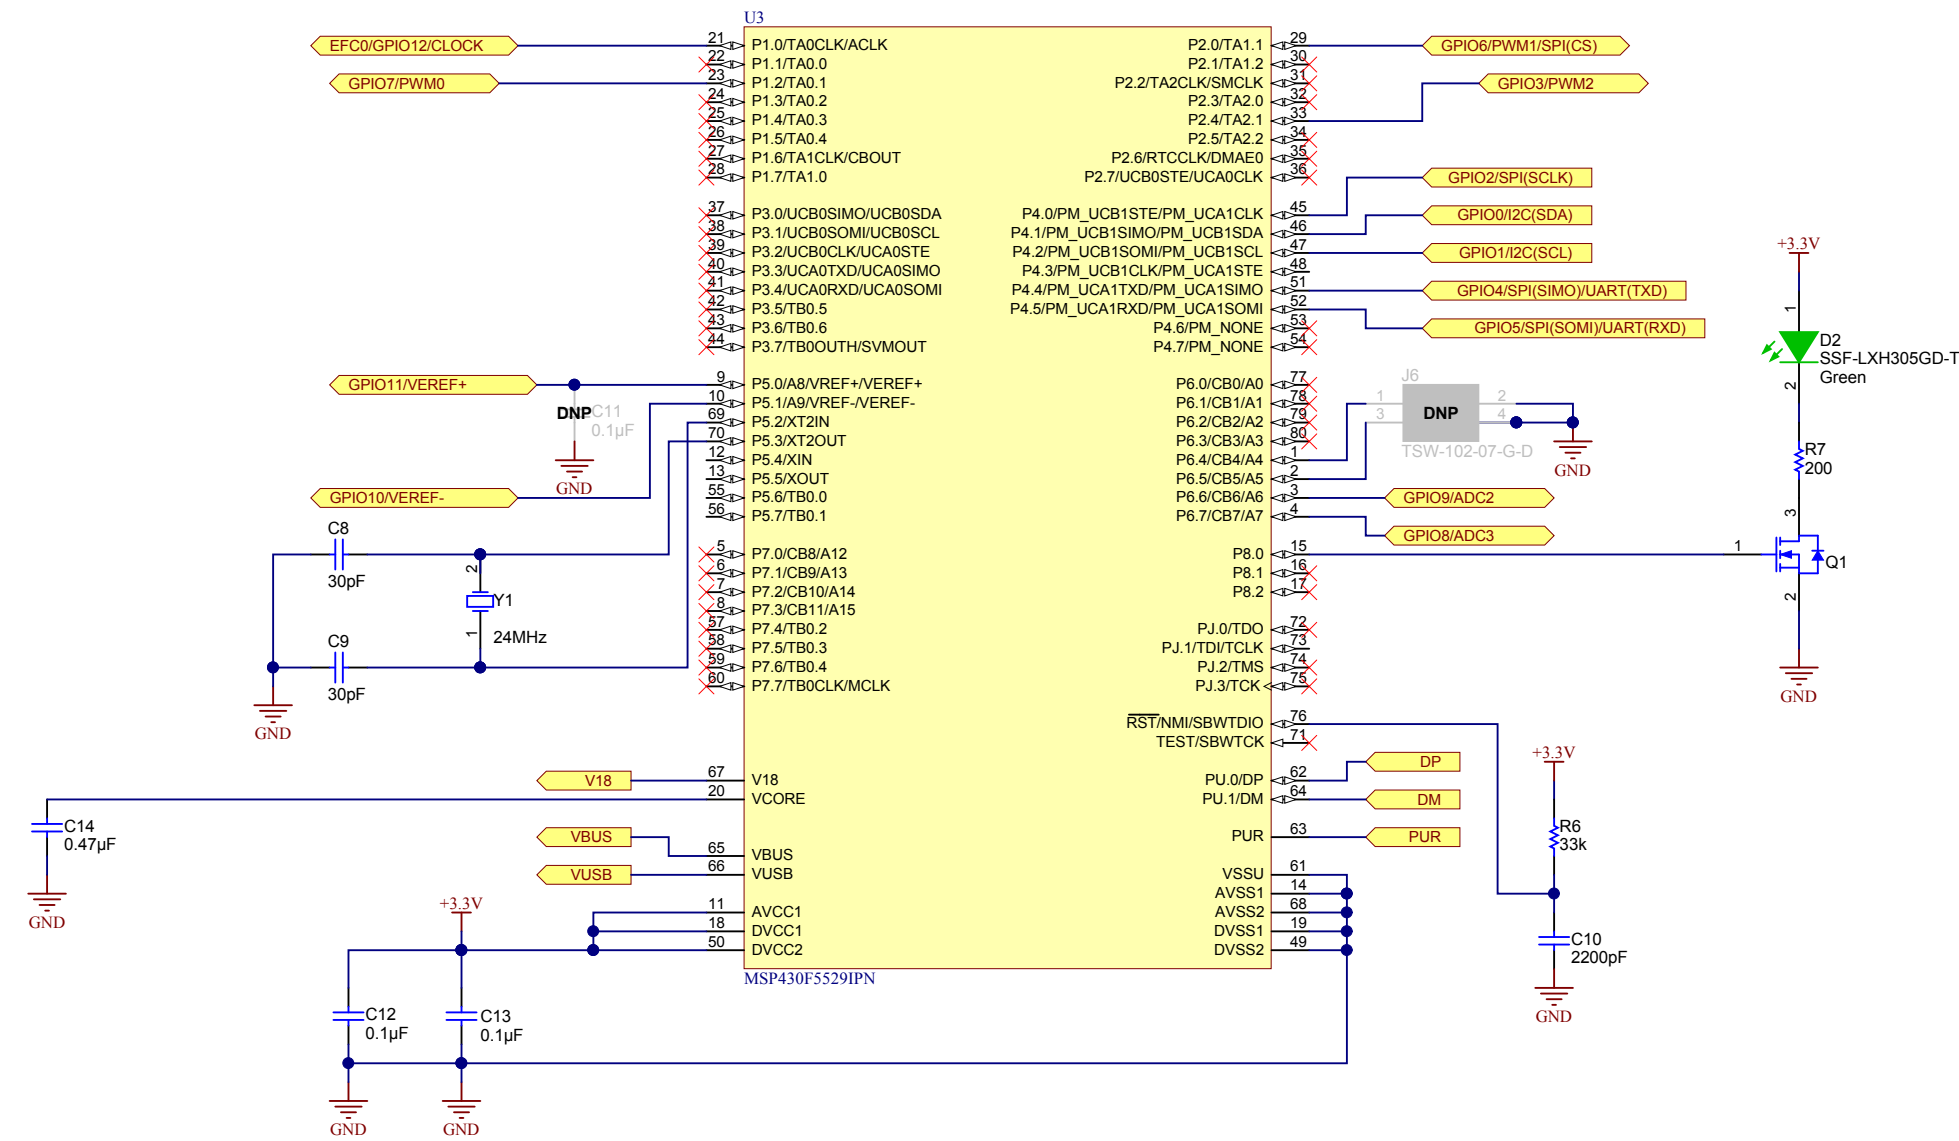 U3
EFC0/GPIO12/CLOCK
GPIO7/PWM0
21 P1.0/TA0CLK/ACLK
22 P1.1/TA0.0
23 P1.2/TA0.1
24 P1.3/TA0.2
25 P1.4/TA0.3
26 P1.5/TA0.4
27 P1.6/TA1CLK/CBOUT
28 P1.7/TA1.0
37 P3.0/UCB0SIMO/UCB0SDA
38 P3.1/UCB0SOMI/UCB0SCL
39 P3.2/UCB0CLK/UCA0STE
40 P3.3/UCA0TXD/UCA0SIMO
41 P3.4/UCA0RXD/UCA0SOMI
42 P3.5/TB0.5
43 P3.6/TB0.6
44 P3.7/TB0OUTH/SVMOUT
GPIO11/VEREF+
9 P5.0/A8/VREF+/VEREF+
10 P5.1/A9/VREF-/VEREF-
69 P5.2/XT2IN
70 P5.3/XT2OUT
12 P5.4/XIN
13 P5.5/XOUT
55 P5.6/TB0.0
56 P5.7/TB0.1
DNP C11
0.1µF
GND
GPIO10/VEREF-
C8
30pF
2
Y1
1
24MHz
C9
30pF
GND
5 P7.0/CB8/A12
6 P7.1/CB9/A13
7 P7.2/CB10/A14
8 P7.3/CB11/A15
57 P7.4/TB0.2
58 P7.5/TB0.3
59 P7.6/TB0.4
60 P7.7/TB0CLK/MCLK
V18
67 V18
20 VCORE
C14
0.47µF
GND
VBUS
65 VBUS
VUSB
66 VUSB
+3.3V
11 AVCC1
18 DVCC1
50 DVCC2
MSP430F5529IPN
C12
0.1µF
C13
0.1µF
GND
GND
P2.0/TA1.1 29
P2.1/TA1.2 30
P2.2/TA2CLK/SMCLK 31
P2.3/TA2.0 32
P2.4/TA2.1 33
P2.5/TA2.2 34
P2.6/RTCCLK/DMAE0 35
P2.7/UCB0STE/UCA0CLK 36
GPIO6/PWM1/SPI(CS)
GPIO3/PWM2
GPIO2/SPI(SCLK)
GPIO0/I2C(SDA)
GPIO1/I2C(SCL)
GPIO4/SPI(SIMO)/UART(TXD)
GPIO5/SPI(SOMI)/UART(RXD)
P4.0/PM_UCB1STE/PM_UCA1CLK 45
P4.1/PM_UCB1SIMO/PM_UCB1SDA 46
P4.2/PM_UCB1SOMI/PM_UCB1SCL 47
P4.3/PM_UCB1CLK/PM_UCA1STE 48
P4.4/PM_UCA1TXD/PM_UCA1SIMO 51
P4.5/PM_UCA1RXD/PM_UCA1SOMI 52
P4.6/PM_NONE 53
P4.7/PM_NONE 54
P6.0/CB0/A0 77
P6.1/CB1/A1 78
P6.2/CB2/A2 79
P6.3/CB3/A3 80
P6.4/CB4/A4 1
P6.5/CB5/A5 2
P6.6/CB6/A6 3
P6.7/CB7/A7 4
J6
1 2
3 4
DNP
TSW-102-07-G-D
GND
GPIO9/ADC2
GPIO8/ADC3
P8.0 15
P8.1 16
P8.2 17
PJ.0/TDO 72
PJ.1/TDI/TCLK 73
PJ.2/TMS 74
PJ.3/TCK 75
RST/NMI/SBWTDIO 76
TEST/SBWTCK 71
PU.0/DP 62
PU.1/DM 64
PUR 63
DP
DM
PUR
VSSU 61
AVSS1 14
AVSS2 68
DVSS1 19
DVSS2 49
+3.3V
R6
33k
C10
2200pF
GND
+3.3V
1
D2
SSF-LXH305GD-T
Green
2
R7
200
3
1
Q1
2
GND